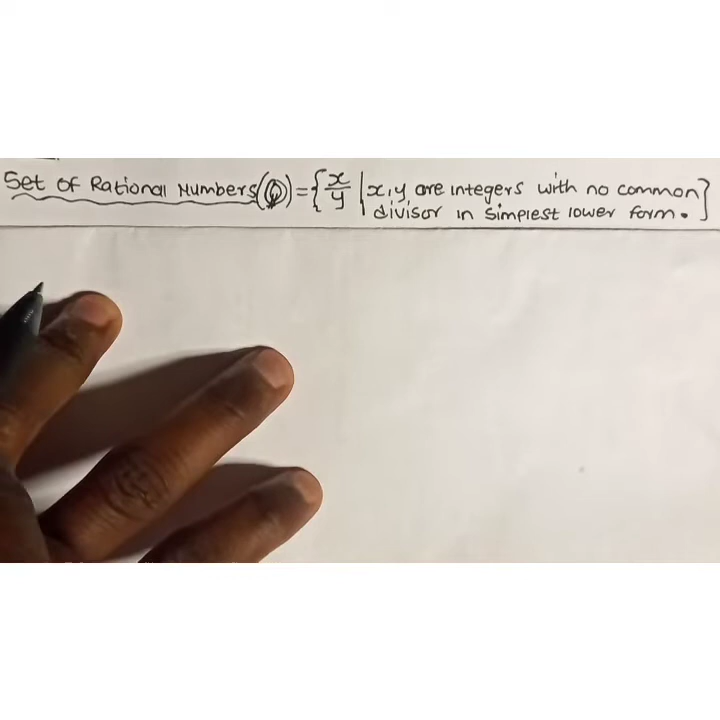 Set of Rational Numbers(Q) = {x/y | x,y are integers with no common}
divisor in simplest lower form.